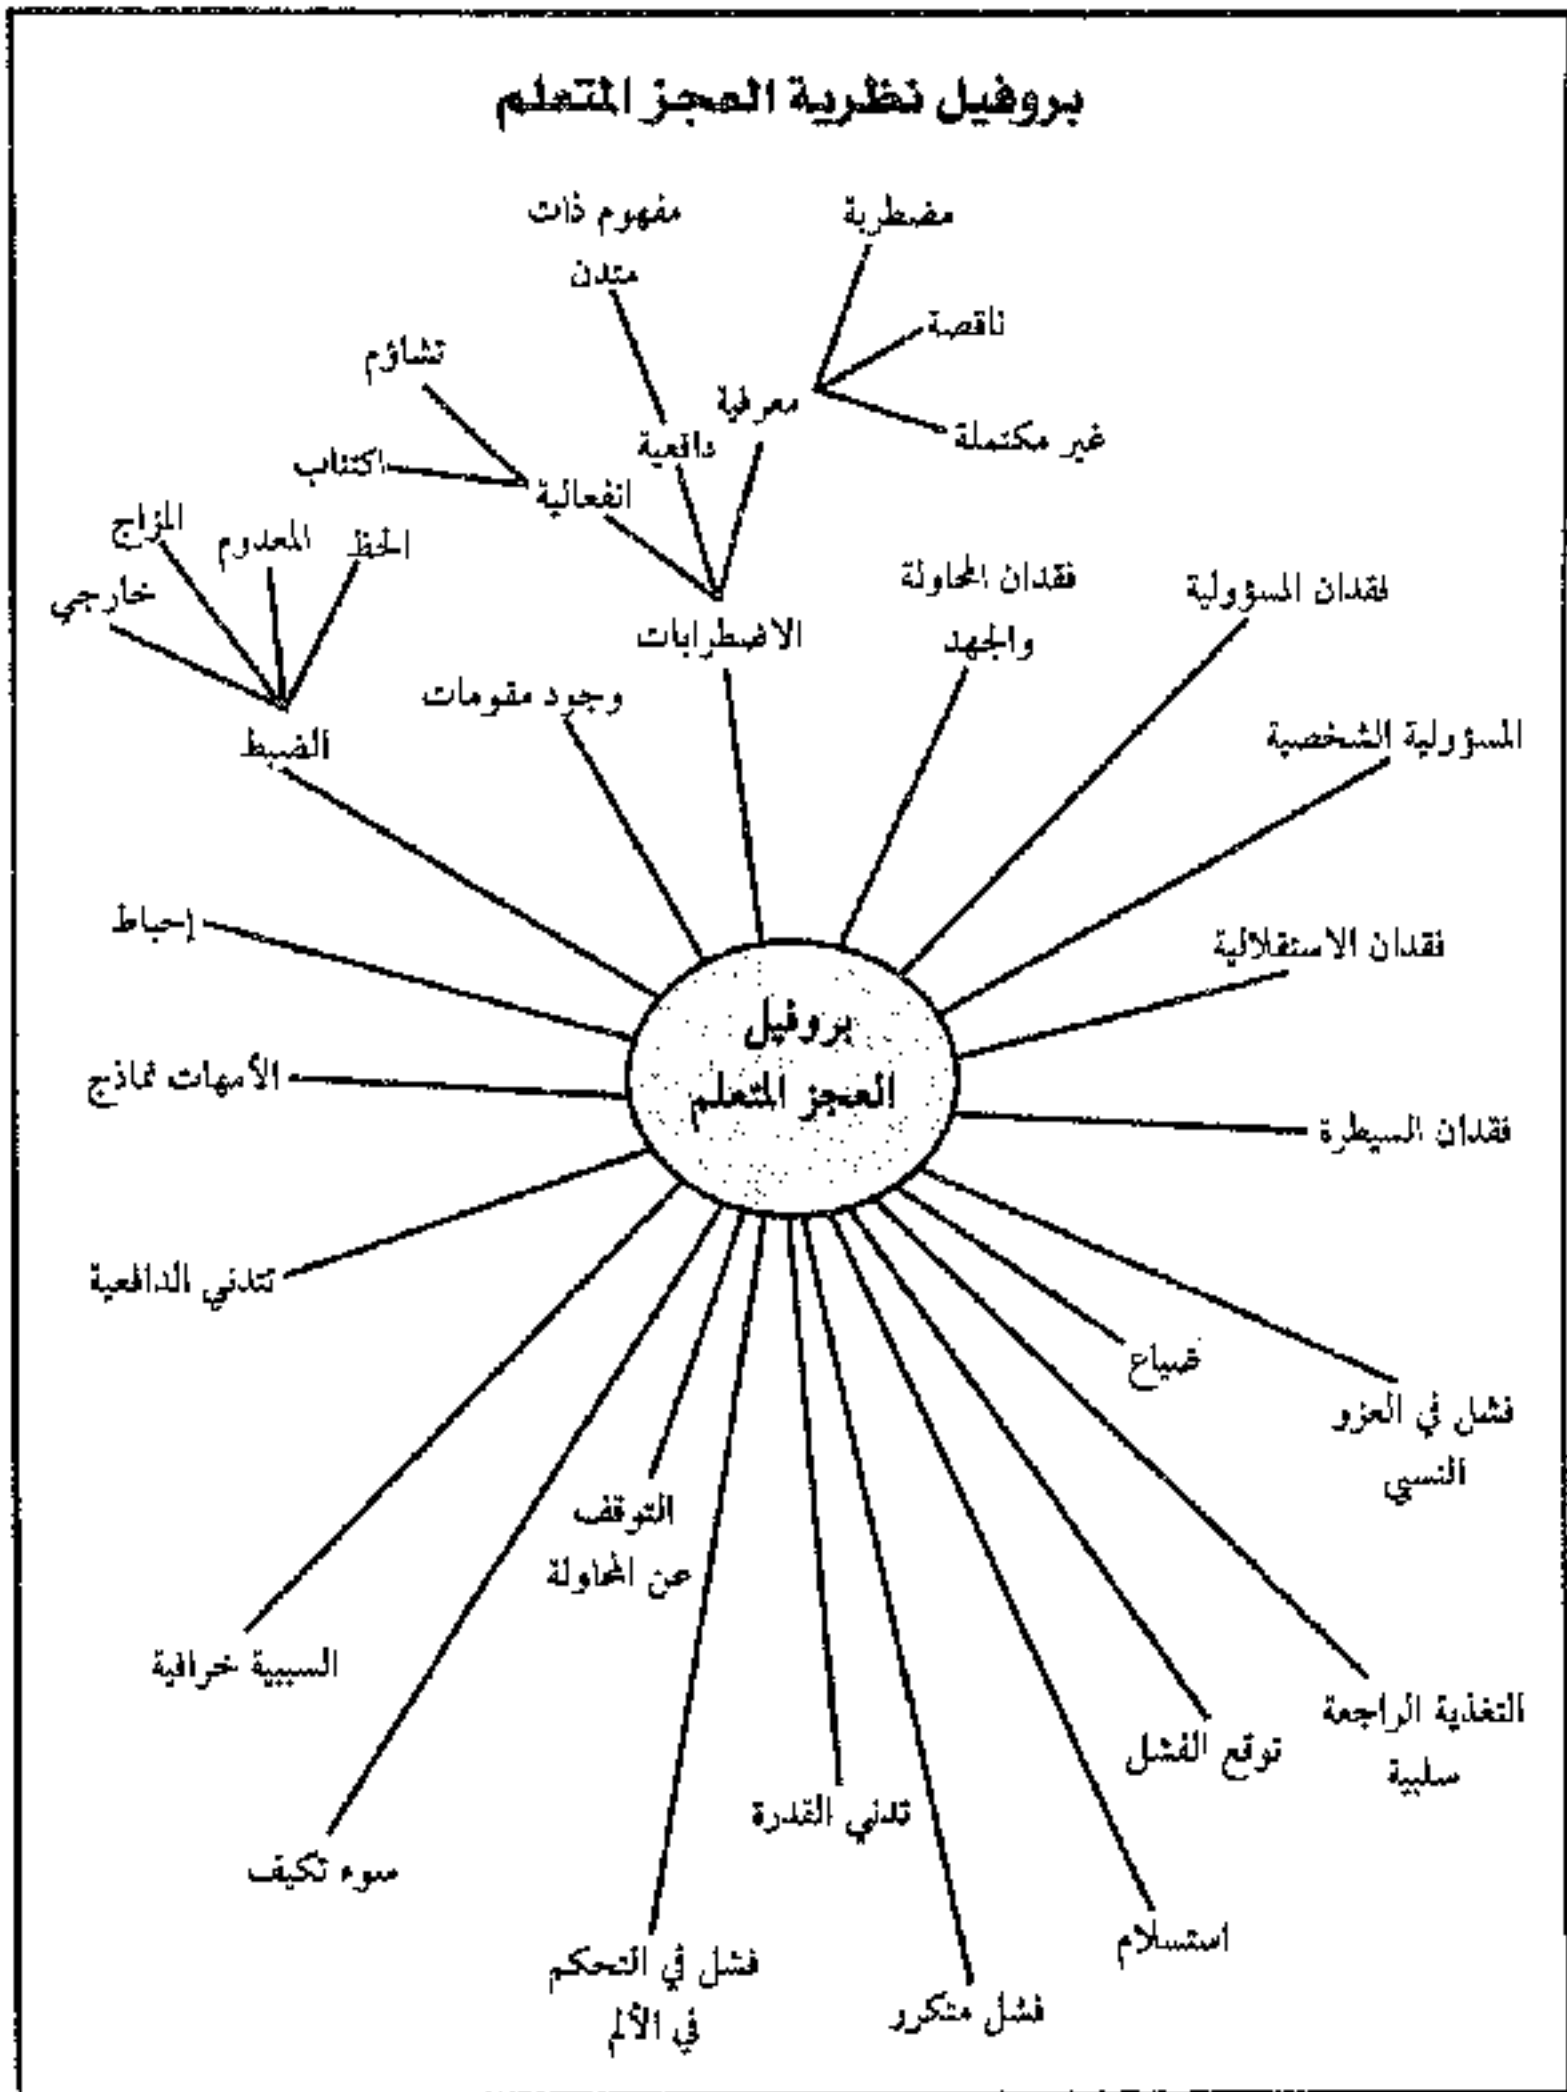 بروفيل نظرية العجز المتعلم
مفهوم ذات
متدن
مضطربة
ناقصة
غير مكتملة
معرفية
دافعية
انفعالية
تشاؤم
اكتئاب
الاضطرابات
المزاج
المعدوم
الحظ
خارجي
الضبط
وجود مقومات
فقدان المحاولة
والجهد
فقدان المسؤولية
المسؤولية الشخصية
فقدان الاستقلالية
فقدان السيطرة
بروفيل
العجز المتعلم
إحباط
الأمهات نماذج
تتدني الدافعية
ضياع
فشل في العزو
النسبي
التوقف
عن المحاولة
السببية خرافية
التغذية الراجعة
سلبية
توقع الفشل
تدني القدرة
سوء تكيف
استسلام
فشل في التحكم
في الألم
فشل متكرر